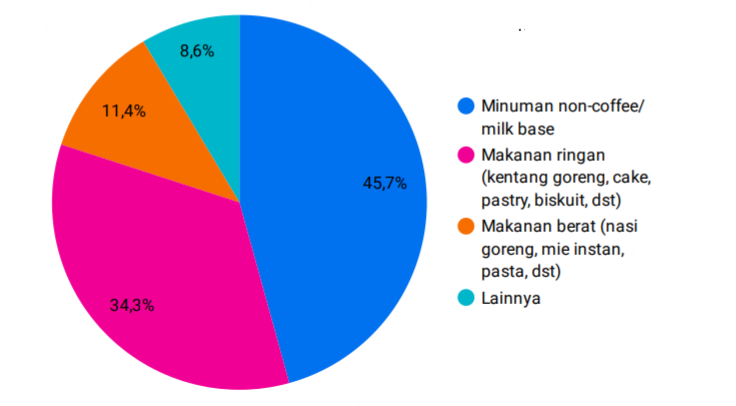 8,6%
11,4%
45,7%
34,3%
Minuman non-coffee/
milk base
Makanan ringan
(kentang goreng, cake,
pastry, biskuit, dst)
Makanan berat (nasi
goreng, mie instan,
pasta, dst)
Lainnya